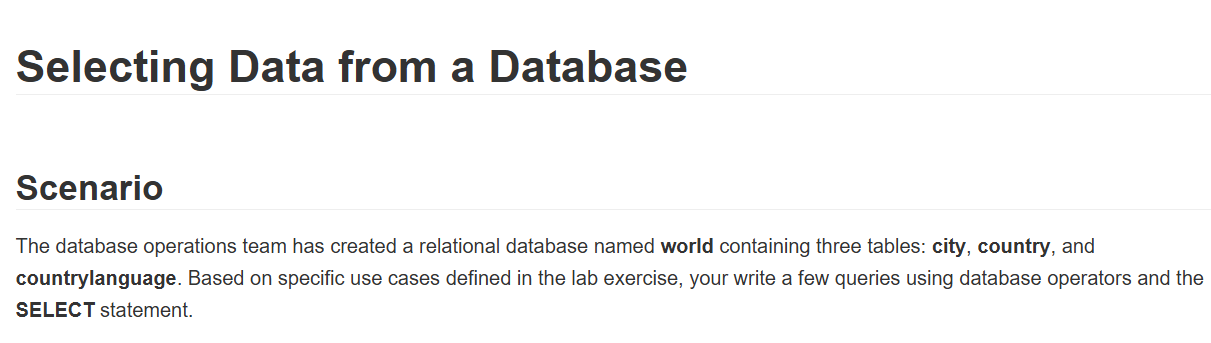 Selecting Data from a Database
Scenario
The database operations team has created a relational database named world containing three tables: city, country, and
countrylanguage. Based on specific use cases defined in the lab exercise, your write a few queries using database operators and the
SELECT statement.